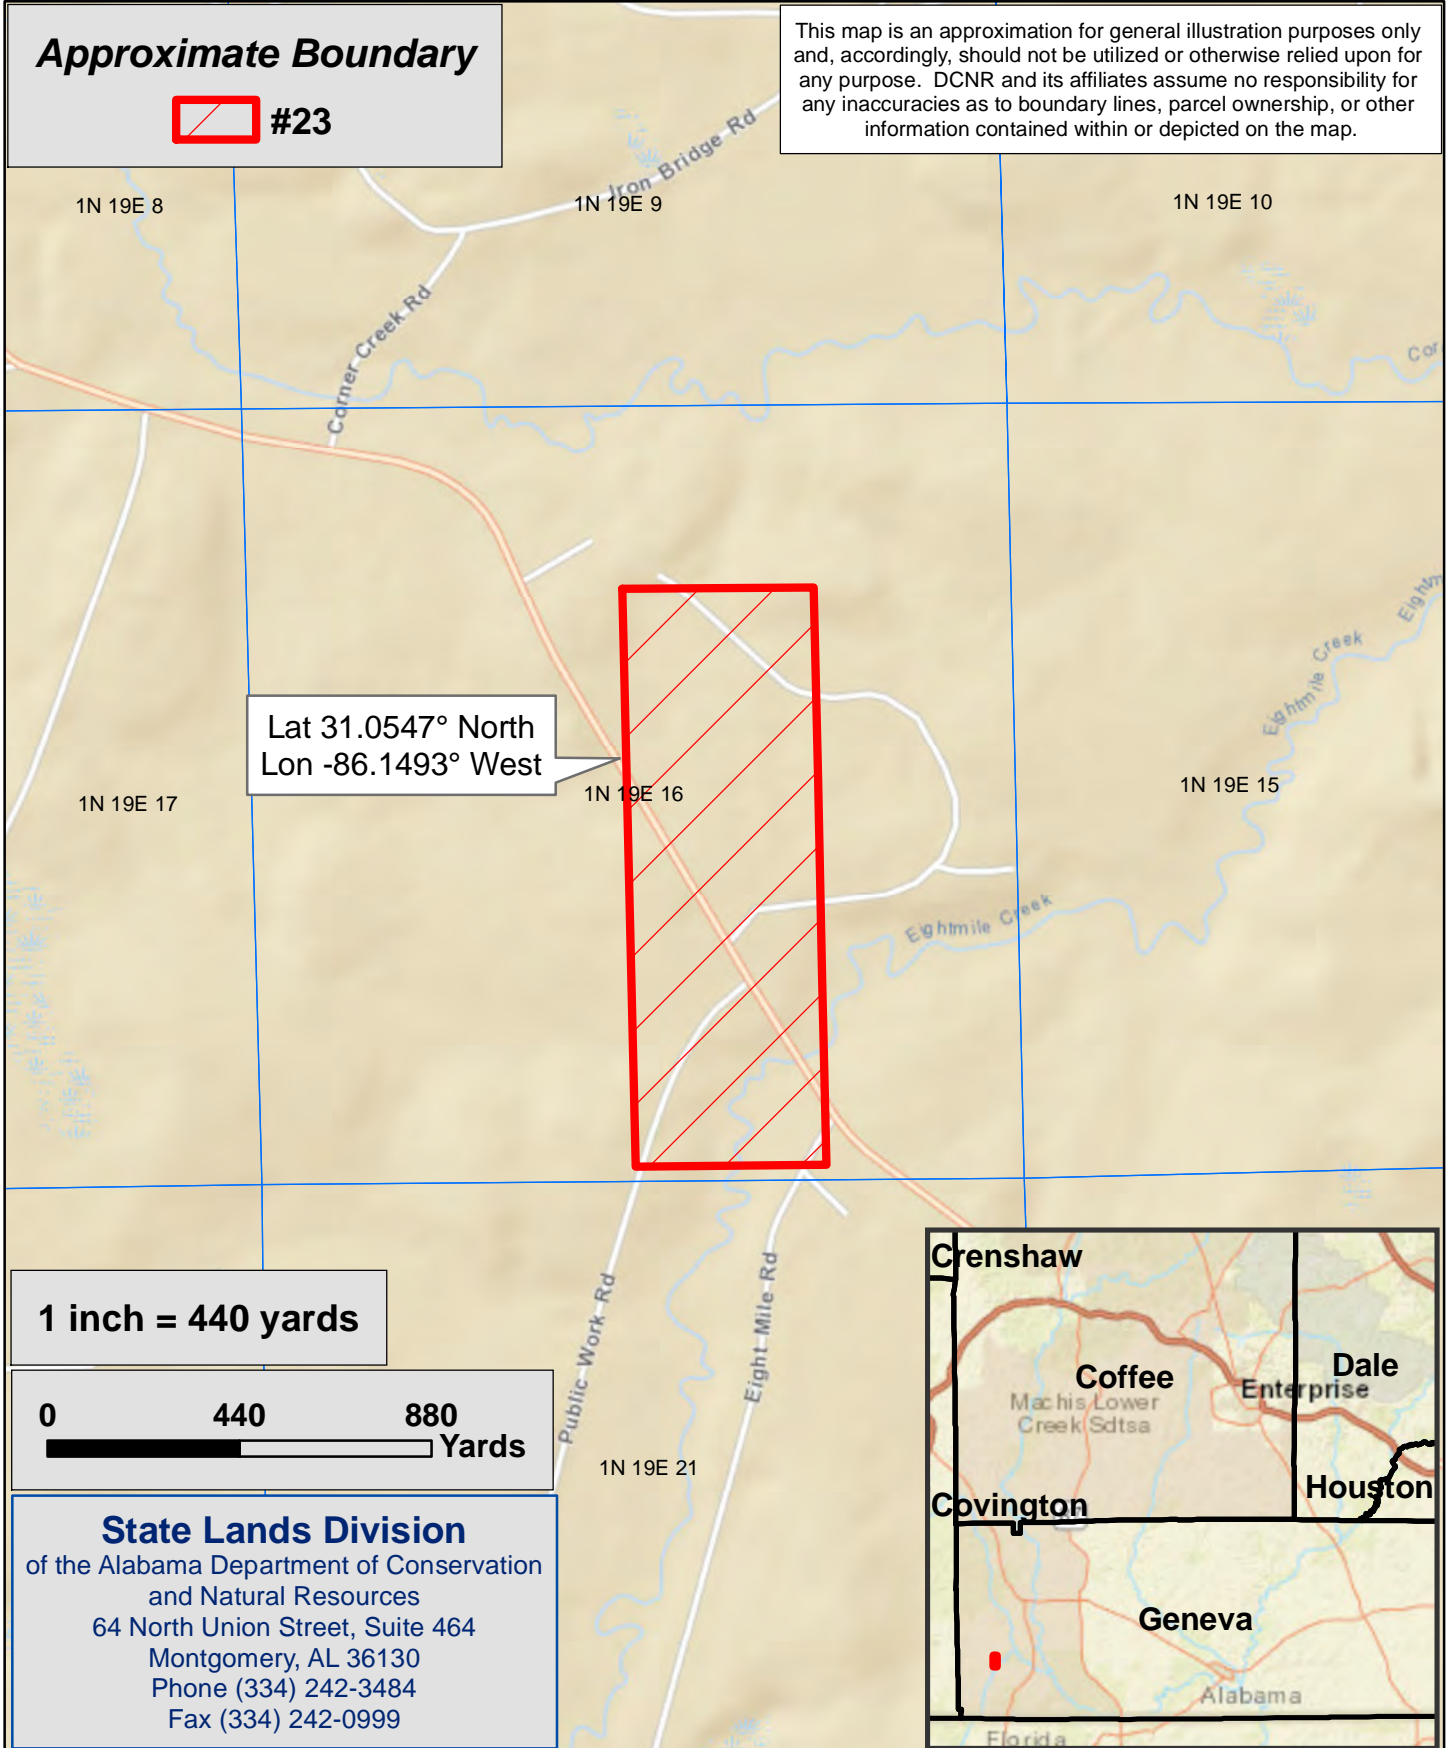 Approximate Boundary
#23
This map is an approximation for general illustration purposes only
and, accordingly, should not be utilized or otherwise relied upon for
any purpose.  DCNR and its affiliates assume no responsibility for
any inaccuracies as to boundary lines, parcel ownership, or other
information contained within or depicted on the map.
Iron Bridge Rd
1N 19E 8
1N 19E 9
1N 19E 10
Corner Creek Rd
Cor
Eightm
Eightmile Creek
Lat 31.0547° North
Lon -86.1493° West
1N 19E 17
1N 19E 16
1N 19E 15
Eightmile Creek
Public Work Rd
Eight Mile Rd
1N 19E 21
1 inch = 440 yards
0 440 880
Yards
State Lands Division
of the Alabama Department of Conservation
and Natural Resources
64 North Union Street, Suite 464
Montgomery, AL 36130
Phone (334) 242-3484
Fax (334) 242-0999
Crenshaw
Coffee
Dale
Enterprise
Machis Lower
Creek Sdtsa
Houston
Covington
Geneva
Alabama
Florida